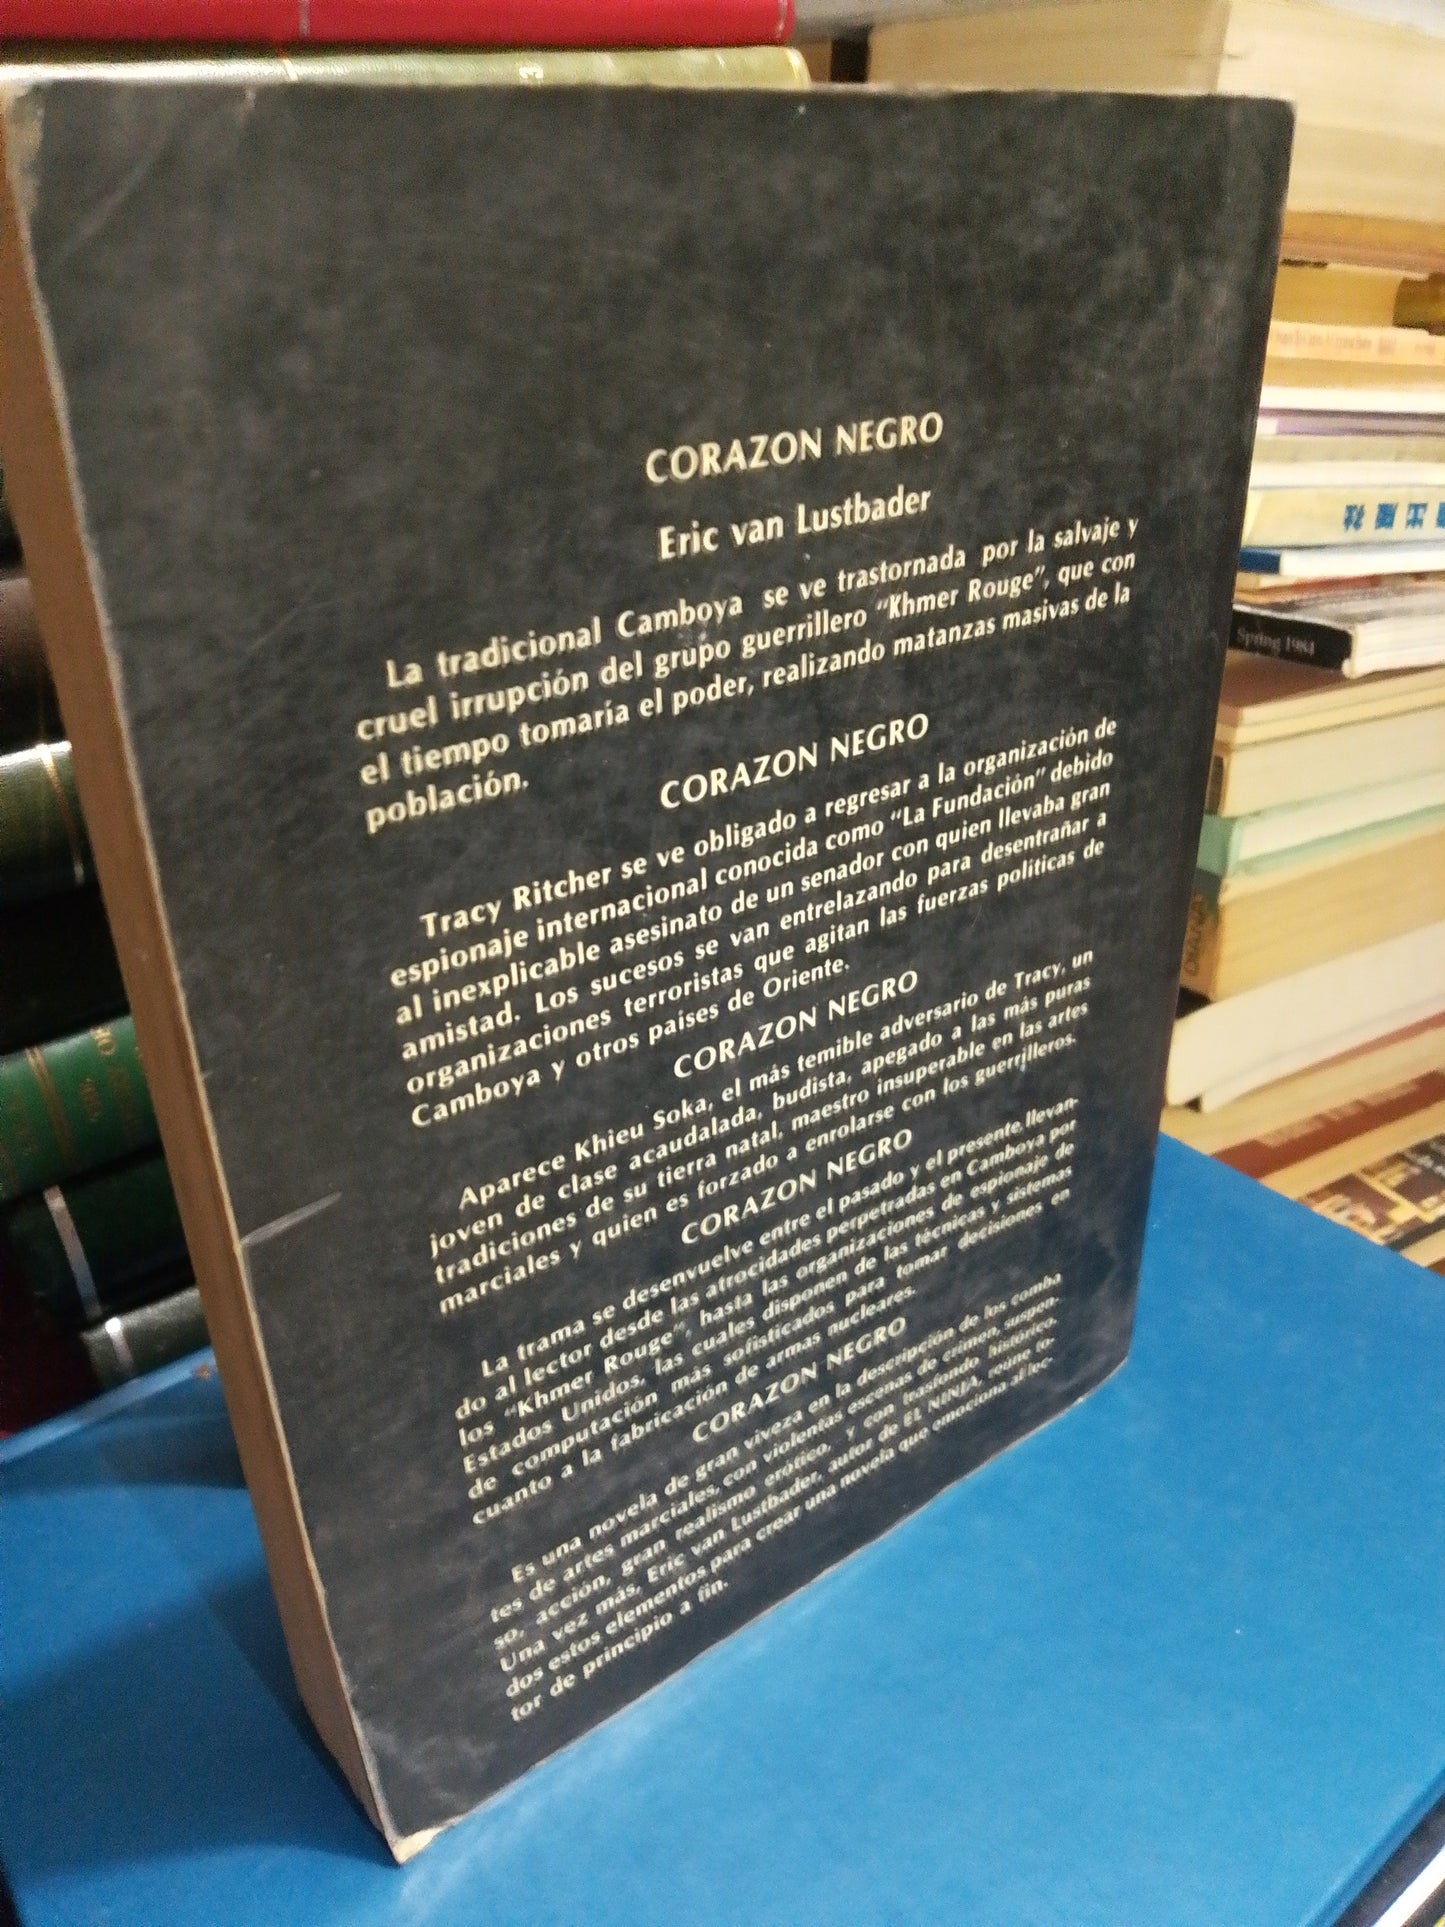 CORAZON NEGRO
Eric van Lustbader
La tradicional Camboya se ve trastornada por la salvaje y
cruel irrupción del grupo guerrillero "Khmer Rouge", que con
el tiempo tomaría el poder, realizando matanzas masivas de la
población.
CORAZON NEGRO
Tracy Ritcher se ve obligado a regresar a la organización de
espionaje internacional conocida como "La Fundación" debido
al inexplicable asesinato de un senador con quien llevaba gran
amistad. Los sucesos se van entrelazando para desentrañar a
organizaciones terroristas que agitan las fuerzas políticas de
Camboya y otros países de Oriente.
CORAZON NEGRO
Aparece Khieu Soka, el más temible adversario de Tracy, un
joven de clase acaudalada, budista, apegado a las más puras
tradiciones de su tierra natal, maestro insuperable en las artes
marciales y quien es forzado a enrolarse con los guerrilleros.
CORAZON NEGRO
La trama se desenvuelve entre el pasado y el presente, llevan-
do al lector desde las atrocidades perpetradas en Camboya por
los "Khmer Rouge", hasta las organizaciones de espionaje de
Estados Unidos, las cuales disponen de las técnicas y sistemas
de computación más sofisticados para tomar decisiones en
cuanto a la fabricación de armas nucleares.
CORAZON NEGRO
Es una novela de gran viveza en la descripción de los comba
tes de artes marciales, con violentas escenas de crimen, suspen-
so, acción, gran realismo erótico, y con trasfondo histórico.
Una vez más, Eric van Lustbader, autor de EL NINJA, reúne to-
dos estos elementos para crear una novela que emociona al lec-
tor de principio a fin.
Spring 1984